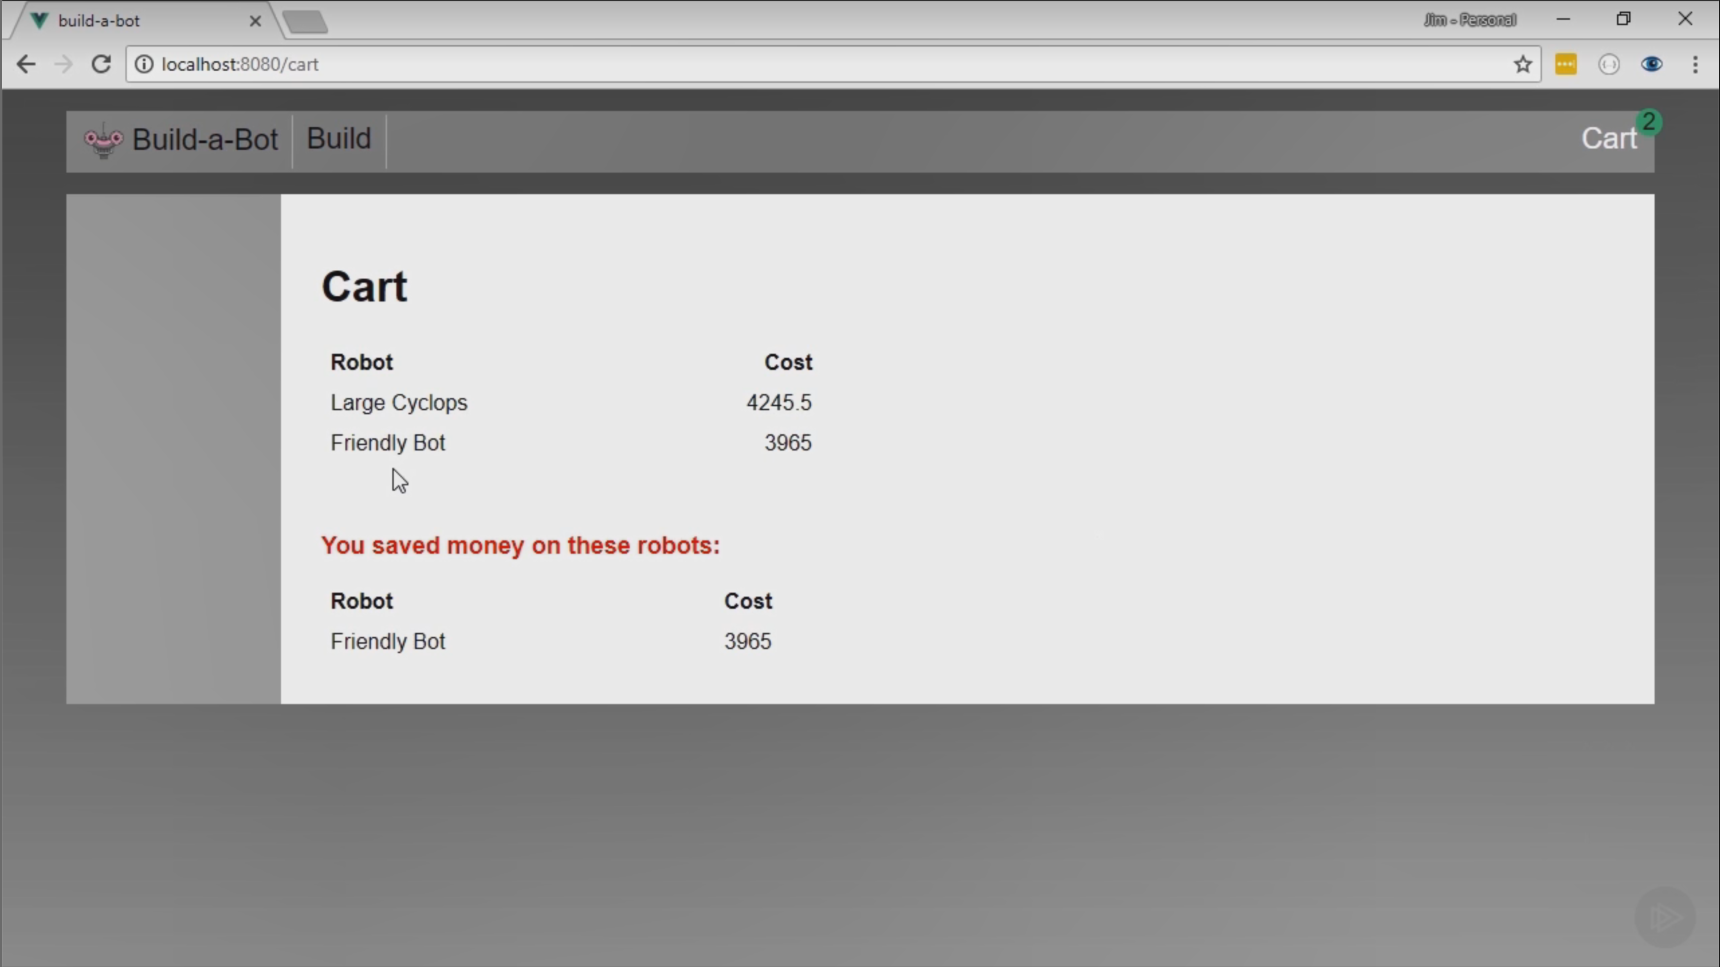 build-a-bot
Jim - Personal
localhost:8080/cart
Build-a-Bot
Build
Cart
2
Cart
Robot Cost
Large Cyclops 4245.5
Friendly Bot 3965
You saved money on these robots:
Robot Cost
Friendly Bot 3965